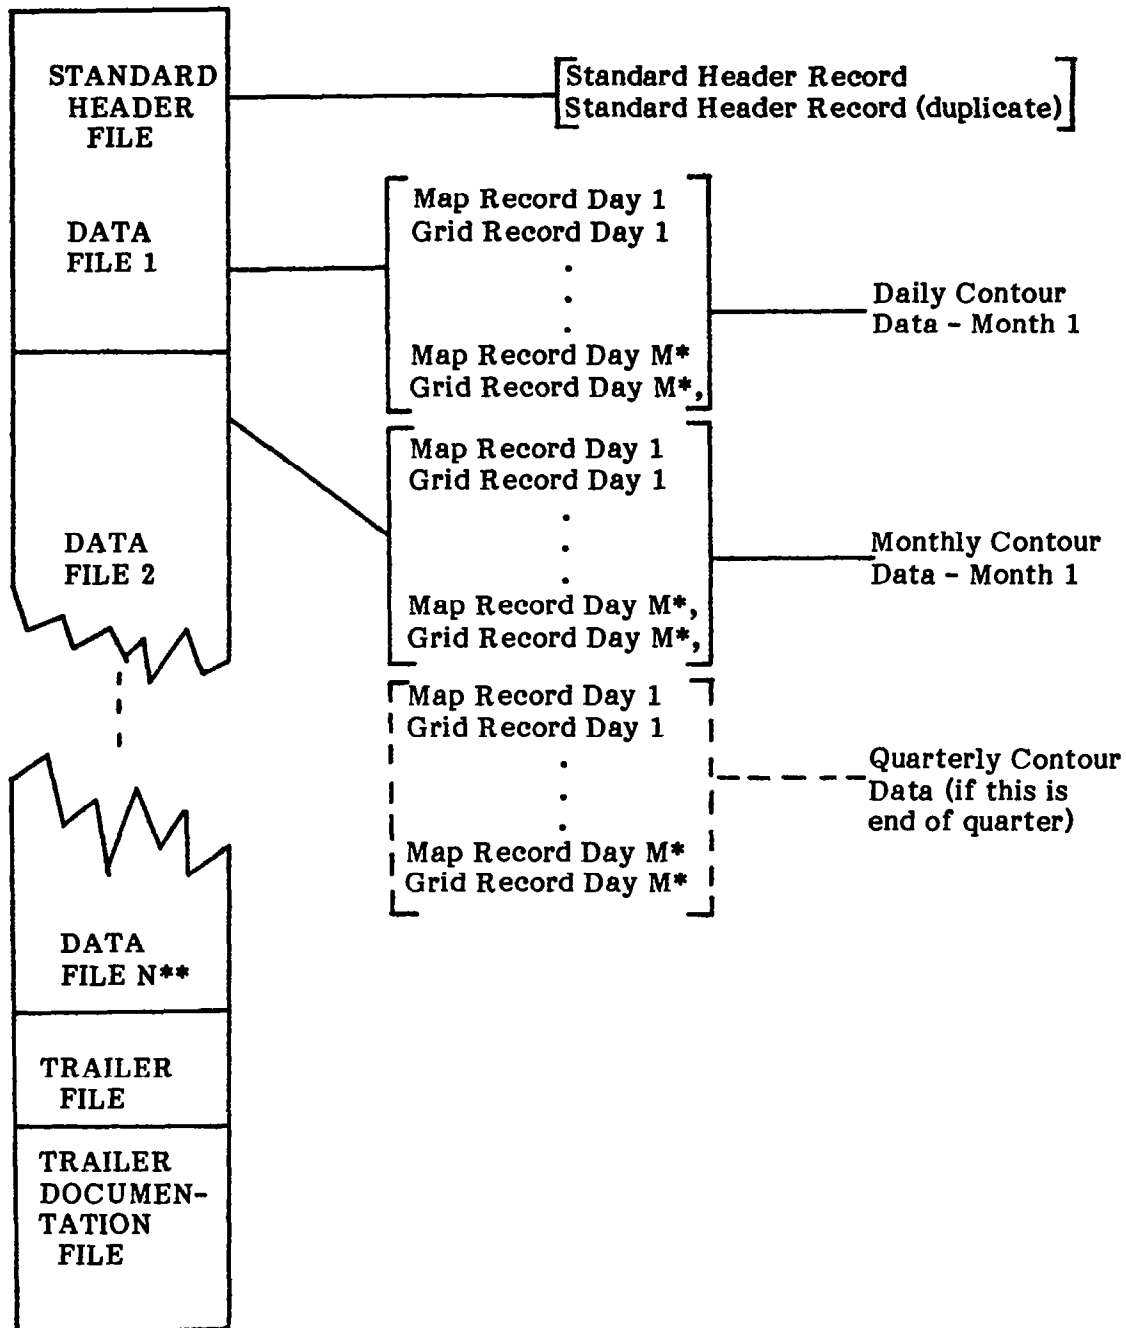 STANDARD
HEADER
FILE
Standard Header Record
Standard Header Record (duplicate)
DATA
FILE 1
Map Record Day 1
Grid Record Day 1
.
.
.
Map Record Day M*
Grid Record Day M*,
Daily Contour
Data - Month 1
DATA
FILE 2
Map Record Day 1
Grid Record Day 1
.
.
.
Map Record Day M*,
Grid Record Day M*,
Monthly Contour
Data - Month 1
Map Record Day 1
Grid Record Day 1
.
.
.
Map Record Day M*
Grid Record Day M*
Quarterly Contour
Data (if this is
end of quarter)
DATA
FILE N**
TRAILER
FILE
TRAILER
DOCUMEN-
TATION
FILE